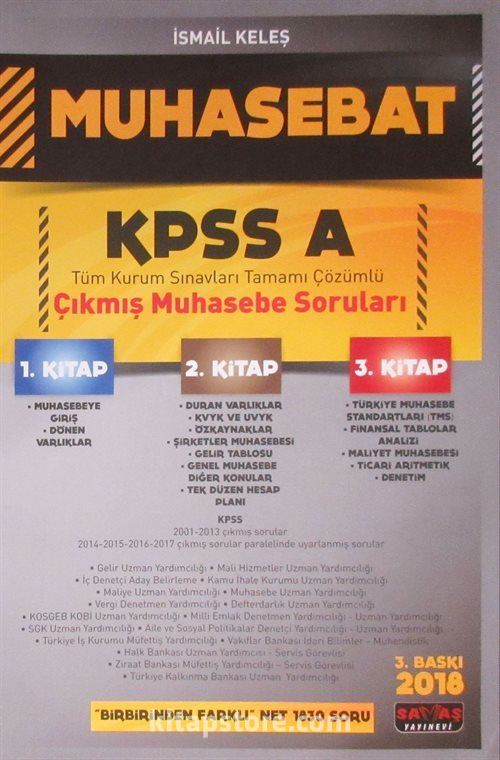 İSMAİL KELEŞ
MUHASEBAT
KPSS A
Tüm Kurum Sınavları Tamamı Çözümlü
Çıkmış Muhasebe Soruları
1. KİTAP
• MUHASEBEYE
GİRİŞ
• DÖNEN
VARLIKLAR
2. KİTAP
• DURAN VARLIKLAR
• KVYK VE UVYK
• ÖZKAYNAKLAR
• ŞİRKETLER MUHASEBESİ
• GELİR TABLOSU
• GENEL MUHASEBE
DİĞER KONULAR
• TEK DÜZEN HESAP
PLANI
3. KİTAP
• TÜRKİYE MUHASEBE
STANDARTLARI (TMS)
• FİNANSAL TABLOLAR
ANALİZİ
• MALİYET MUHASEBESİ
• TİCARİ ARİTMETİK
• DENETİM
KPSS
2001-2013 çıkmış sorular
2014-2015-2016-2017 çıkmış sorular paralelinde uyarlanmış sorular
• Gelir Uzman Yardımcılığı • Mali Hizmetler Uzman Yardımcılığı
• İç Denetçi Aday Belirleme • Kamu İhale Kurumu Uzman Yardımcılığı
• Maliye Uzman Yardımcılığı • Muhasebe Uzman Yardımcılığı
• Vergi Denetmen Yardımcılığı • Defterdarlık Uzman Yardımcılığı
• KOSGEB KOBİ Uzman Yardımcılığı • Milli Emlak Denetmen Yardımcılığı - Uzman Yardımcılığı
• SGK Uzman Yardımcılığı • Aile ve Sosyal Politikalar Denetçi Yardımcılığı - Uzman Yardımcılığı
• Türkiye İş Kurumu Müfettiş Yardımcılığı • Vakıflar Bankası İdari Bilimler - Mühendislik
• Halk Bankası Uzman Yardımcısı - Servis Görevlisi
• Ziraat Bankası Müfettiş Yardımcılığı - Servis Görevlisi
• Türkiye Kalkınma Bankası Uzman Yardımcılığı
"BİRBİRİNDEN FARKLI" NET 1830 SORU
3. BASKI
2018
SAVAŞ
YAYINEVİ
kitapstore.com